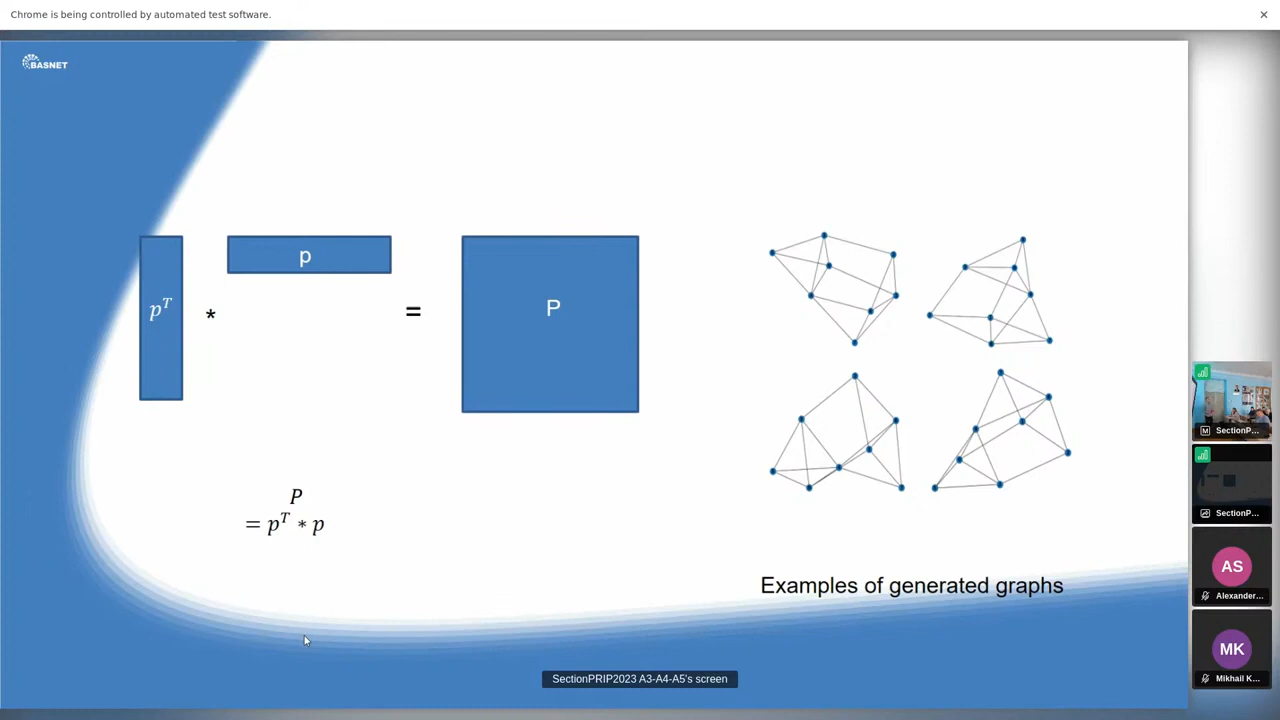 Chrome is being controlled by automated test software.
BASNET
p
p^T
*
=
P
P
= p^T * p
Examples of generated graphs
SectionP...
SectionP...
AS
Alexander...
MK
Mikhail K...
SectionPRIP2023 A3-A4-A5's screen